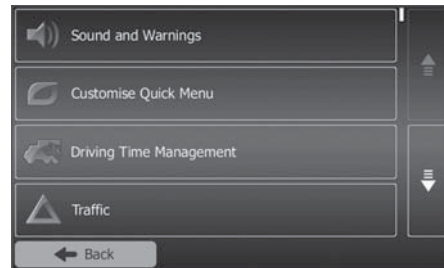 Sound and Warnings
Customise Quick Menu
Driving Time Management
Traffic
Back